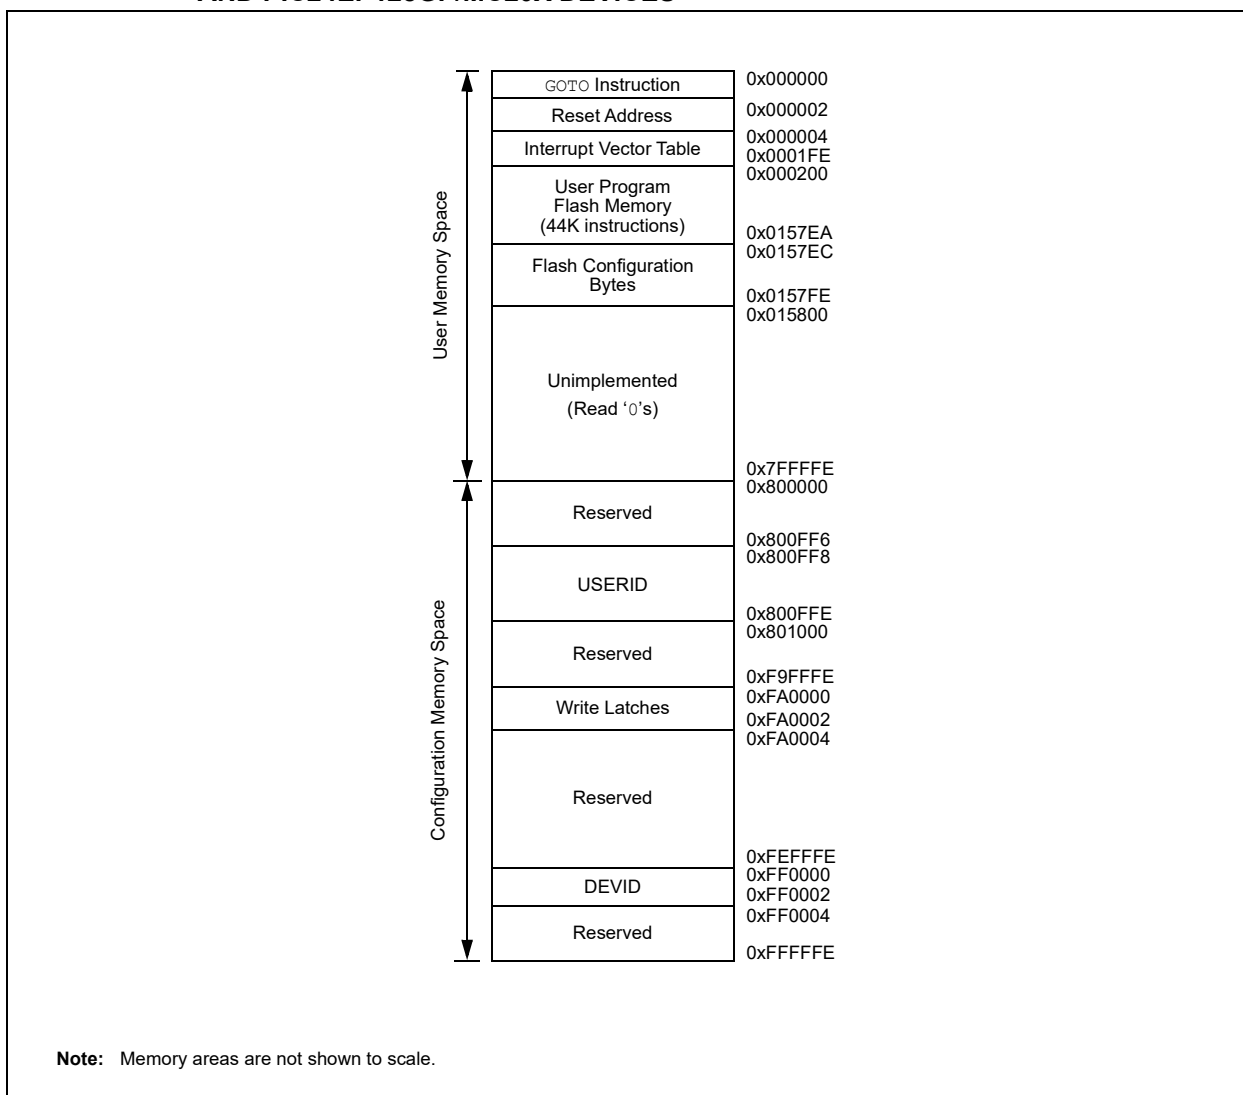 GOTO Instruction
0x000000
Reset Address
0x000002
Interrupt Vector Table
0x000004
0x0001FE
0x000200
User Program
Flash Memory
(44K instructions)
0x0157EA
0x0157EC
Flash Configuration
Bytes
0x0157FE
0x015800
User Memory Space
Unimplemented
(Read ‘0’s)
0x7FFFFE
0x800000
Reserved
0x800FF6
0x800FF8
USERID
0x800FFE
0x801000
Reserved
0xF9FFFE
0xFA0000
Write Latches
0xFA0002
0xFA0004
Configuration Memory Space
Reserved
0xFEFFFE
0xFF0000
DEVID
0xFF0002
0xFF0004
Reserved
0xFFFFFE
Note: Memory areas are not shown to scale.